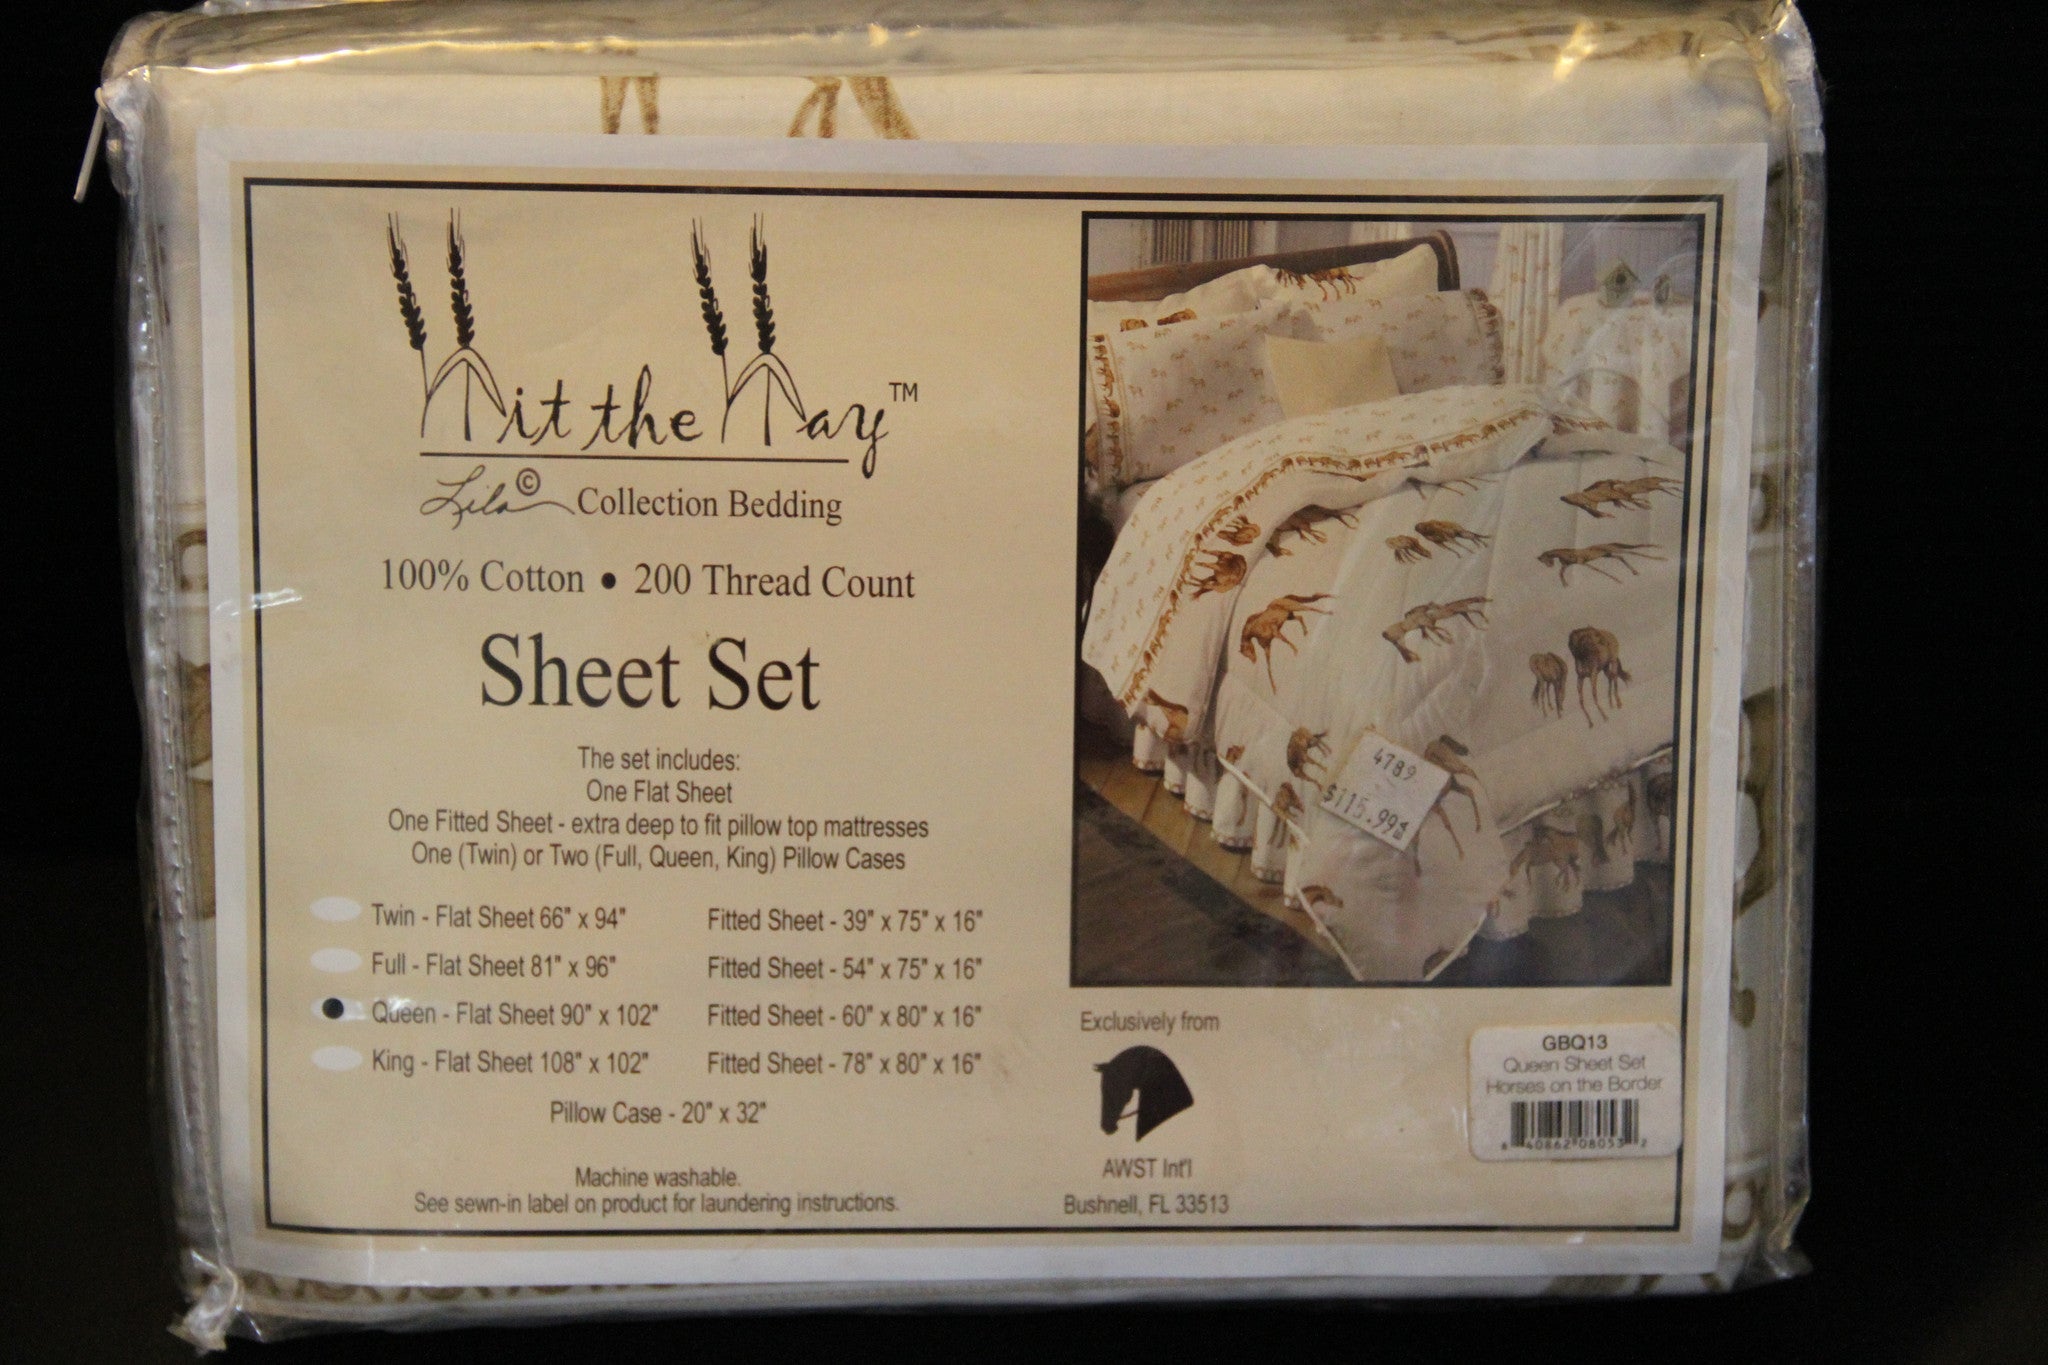 Hit the Hay™
Lila© Collection Bedding
100% Cotton • 200 Thread Count
Sheet Set
The set includes:
One Flat Sheet
One Fitted Sheet - extra deep to fit pillow top mattresses
One (Twin) or Two (Full, Queen, King) Pillow Cases
Twin - Flat Sheet 66" x 94" Fitted Sheet - 39" x 75" x 16"
Full - Flat Sheet 81" x 96" Fitted Sheet - 54" x 75" x 16"
Queen - Flat Sheet 90" x 102" Fitted Sheet - 60" x 80" x 16"
King - Flat Sheet 108" x 102" Fitted Sheet - 78" x 80" x 16"
Pillow Case - 20" x 32"
Machine washable.
See sewn-in label on product for laundering instructions.
4789
$115.99
Exclusively from
AWST Int'l
Bushnell, FL 33513
GBQ13
Queen Sheet Set
Horses on the Border
8 40862 08053 2